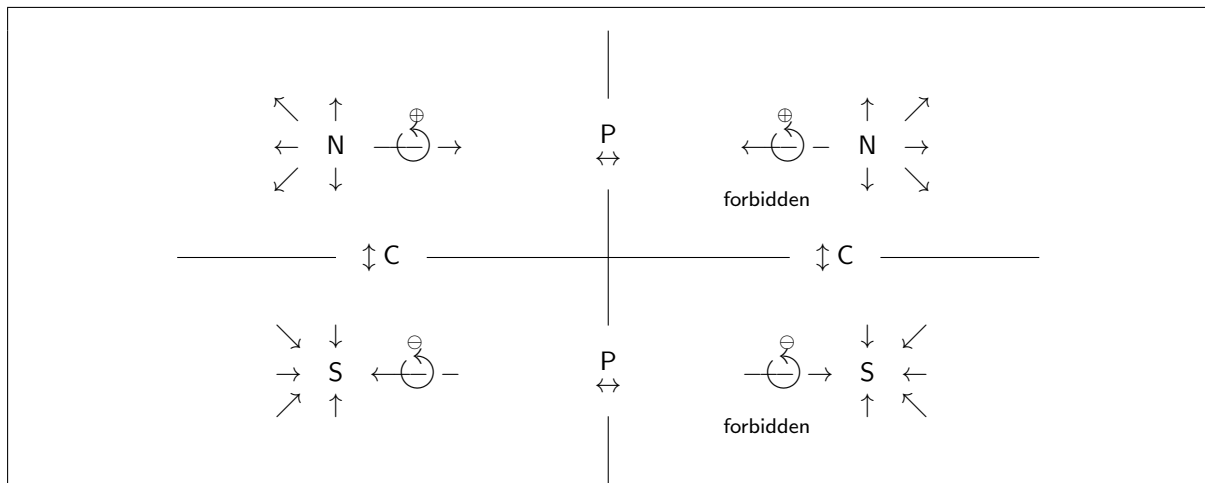 ⊕ P ⊕
N N
forbidden
C C
⊖ P ⊖
S S
forbidden